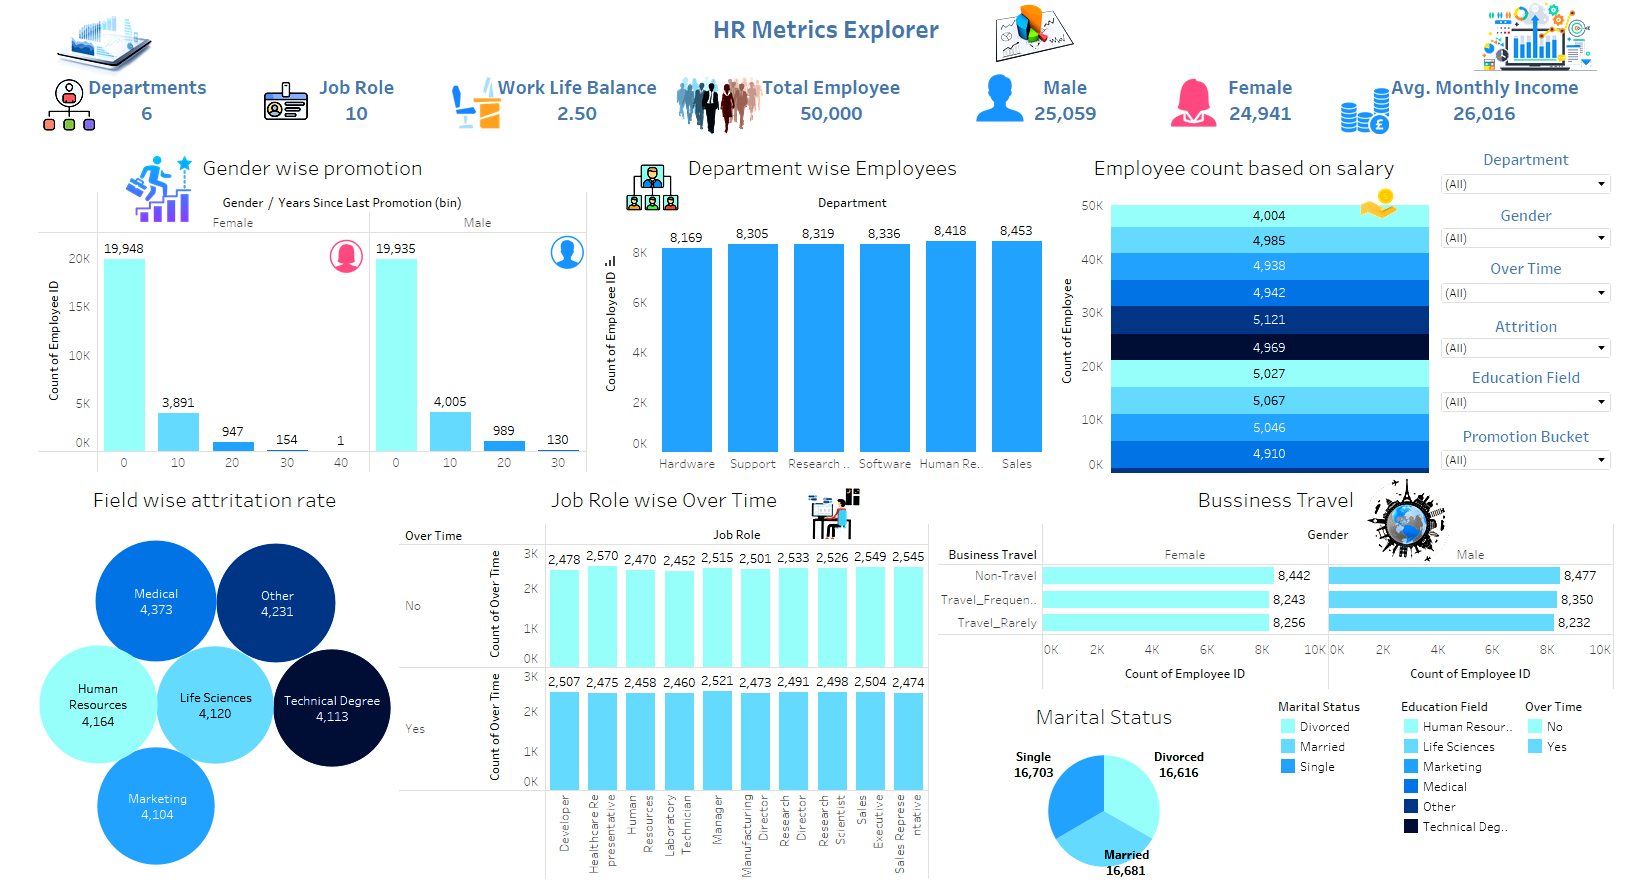 HR Metrics Explorer
Departments
6
Job Role
10
Work Life Balance
2.50
Total Employee
50,000
Male
25,059
Female
24,941
Avg. Monthly Income
26,016
Gender wise promotion
Gender / Years Since Last Promotion (bin)
Female Male
Count of Employee ID
20K
15K
10K
5K
0K
19,948
3,891
947
154
1
19,935
4,005
989
130
0 10 20 30 40 0 10 20 30
Department wise Employees
Department
Count of Employee ID
8K
6K
4K
2K
0K
8,169 8,305 8,319 8,336 8,418 8,453
Hardware Support Research .. Software Human Re.. Sales
Employee count based on salary
Count of Employee
50K
40K
30K
20K
10K
0K
4,004
4,985
4,938
4,942
5,121
4,969
5,027
5,067
5,046
4,910
Department
(All)
Gender
(All)
Over Time
(All)
Attrition
(All)
Education Field
(All)
Promotion Bucket
(All)
Field wise attritation rate
Medical
4,373
Other
4,231
Human
Resources
4,164
Life Sciences
4,120
Technical Degree
4,113
Marketing
4,104
Job Role wise Over Time
Over Time
Job Role
No
Count of Over Time
3K
2K
1K
0K
2,478 2,570 2,470 2,452 2,515 2,501 2,533 2,526 2,549 2,545
Yes
Count of Over Time
3K
2K
1K
0K
2,507 2,475 2,458 2,460 2,521 2,473 2,491 2,498 2,504 2,474
Developer
Healthcare Re
presentative
Human
Resources
Laboratory
Technician
Manager
Manufacturing
Director
Research
Director
Research
Scientist
Sales
Executive
Sales Represe
ntative
Bussiness Travel
Gender
Business Travel Female Male
Non-Travel 8,442 8,477
Travel_Frequen.. 8,243 8,350
Travel_Rarely 8,256 8,232
0K 2K 4K 6K 8K 10K 0K 2K 4K 6K 8K 10K
Count of Employee ID Count of Employee ID
Marital Status
Single
16,703
Divorced
16,616
Married
16,681
Marital Status
Divorced
Married
Single
Education Field
Human Resour..
Life Sciences
Marketing
Medical
Other
Technical Deg..
Over Time
No
Yes